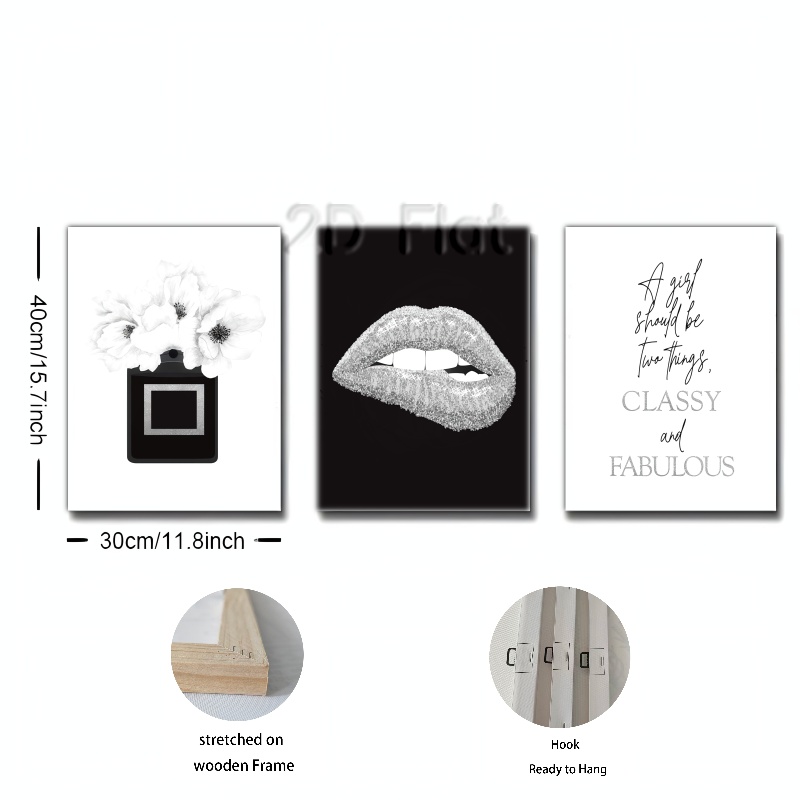 2D Flat
40cm/15.7inch
A girl
should be
two things,
CLASSY
and
FABULOUS
30cm/11.8inch
stretched on
wooden Frame
Hook
Ready to Hang